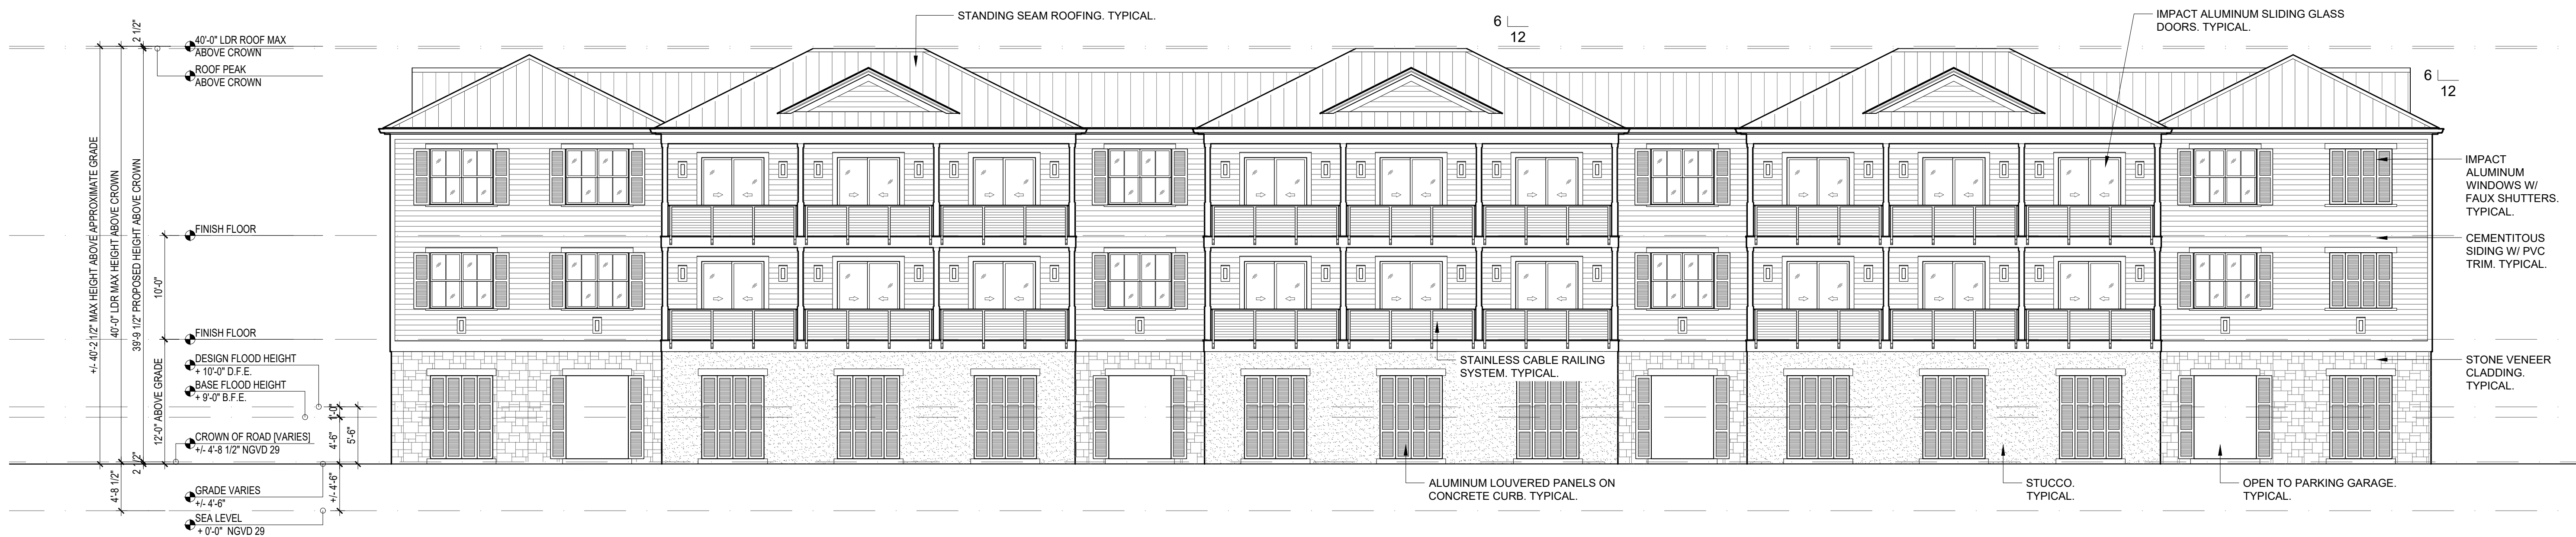 STANDING SEAM ROOFING. TYPICAL.
6
12
IMPACT ALUMINUM SLIDING GLASS
DOORS. TYPICAL.
6
12
2 1/2"
40'-0" LDR ROOF MAX
ABOVE CROWN
ROOF PEAK
ABOVE CROWN
+/- 40'-2 1/2" MAX HEIGHT ABOVE APPROXIMATE GRADE
40'-0" LDR MAX HEIGHT ABOVE CROWN
39'-9 1/2" PROPOSED HEIGHT ABOVE CROWN
FINISH FLOOR
10'-0"
FINISH FLOOR
12'-0" ABOVE GRADE
DESIGN FLOOD HEIGHT
+ 10'-0" D.F.E.
BASE FLOOD HEIGHT
+ 9'-0" B.F.E.
1'-0"
4'-6"
5'-6"
CROWN OF ROAD [VARIES]
+/- 4'-8 1/2" NGVD 29
2 1/2"
4'-8 1/2"
+/- 4'-6"
GRADE VARIES
+/- 4'-6"
SEA LEVEL
+ 0'-0" NGVD 29
IMPACT
ALUMINUM
WINDOWS W/
FAUX SHUTTERS.
TYPICAL.
CEMENTITOUS
SIDING W/ PVC
TRIM. TYPICAL.
STAINLESS CABLE RAILING
SYSTEM. TYPICAL.
STONE VENEER
CLADDING.
TYPICAL.
ALUMINUM LOUVERED PANELS ON
CONCRETE CURB. TYPICAL.
STUCCO.
TYPICAL.
OPEN TO PARKING GARAGE.
TYPICAL.